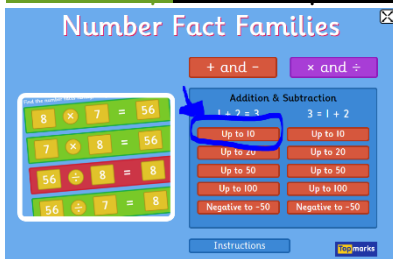 Number Fact Families
+ and −
× and ÷
Find the number facts
8 × 7 = 56
7 × 8 = 56
56 ÷ 8 = 8
56 ÷ 7 = 8
Addition & Subtraction
1 + 2 = 3
3 = 1 + 2
Up to 10
Up to 10
Up to 20
Up to 20
Up to 50
Up to 50
Up to 100
Up to 100
Negative to -50
Negative to -50
Instructions
Topmarks